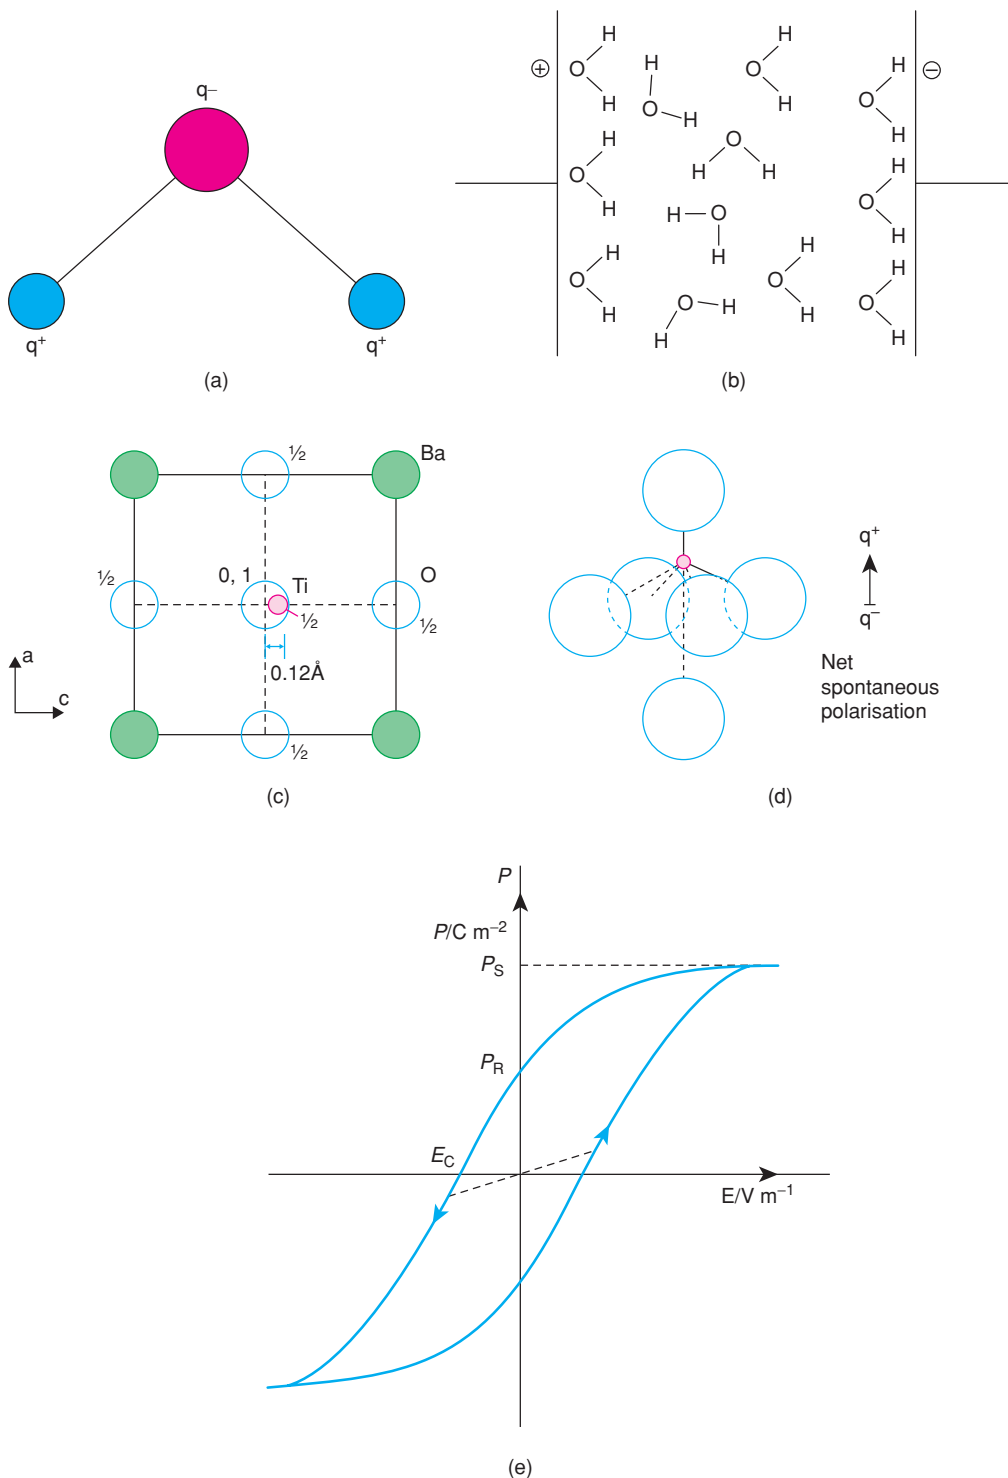 q–
q+
q+
(a)
⊕
⊖
H
O
H
H
O
H
H
O
H
H
O
H
H
O
H
O
H
H
H
O
H
H
O
H
H
O
H
H
O
H
H
O
H
O
H
H
H
O
H
(b)
½
Ba
½
0, 1
Ti
½
O
½
0.12Å
a
c
½
(c)
q+
q–
Net
spontaneous
polarisation
(d)
P
P/C m–2
PS
PR
EC
E/V m–1
(e)